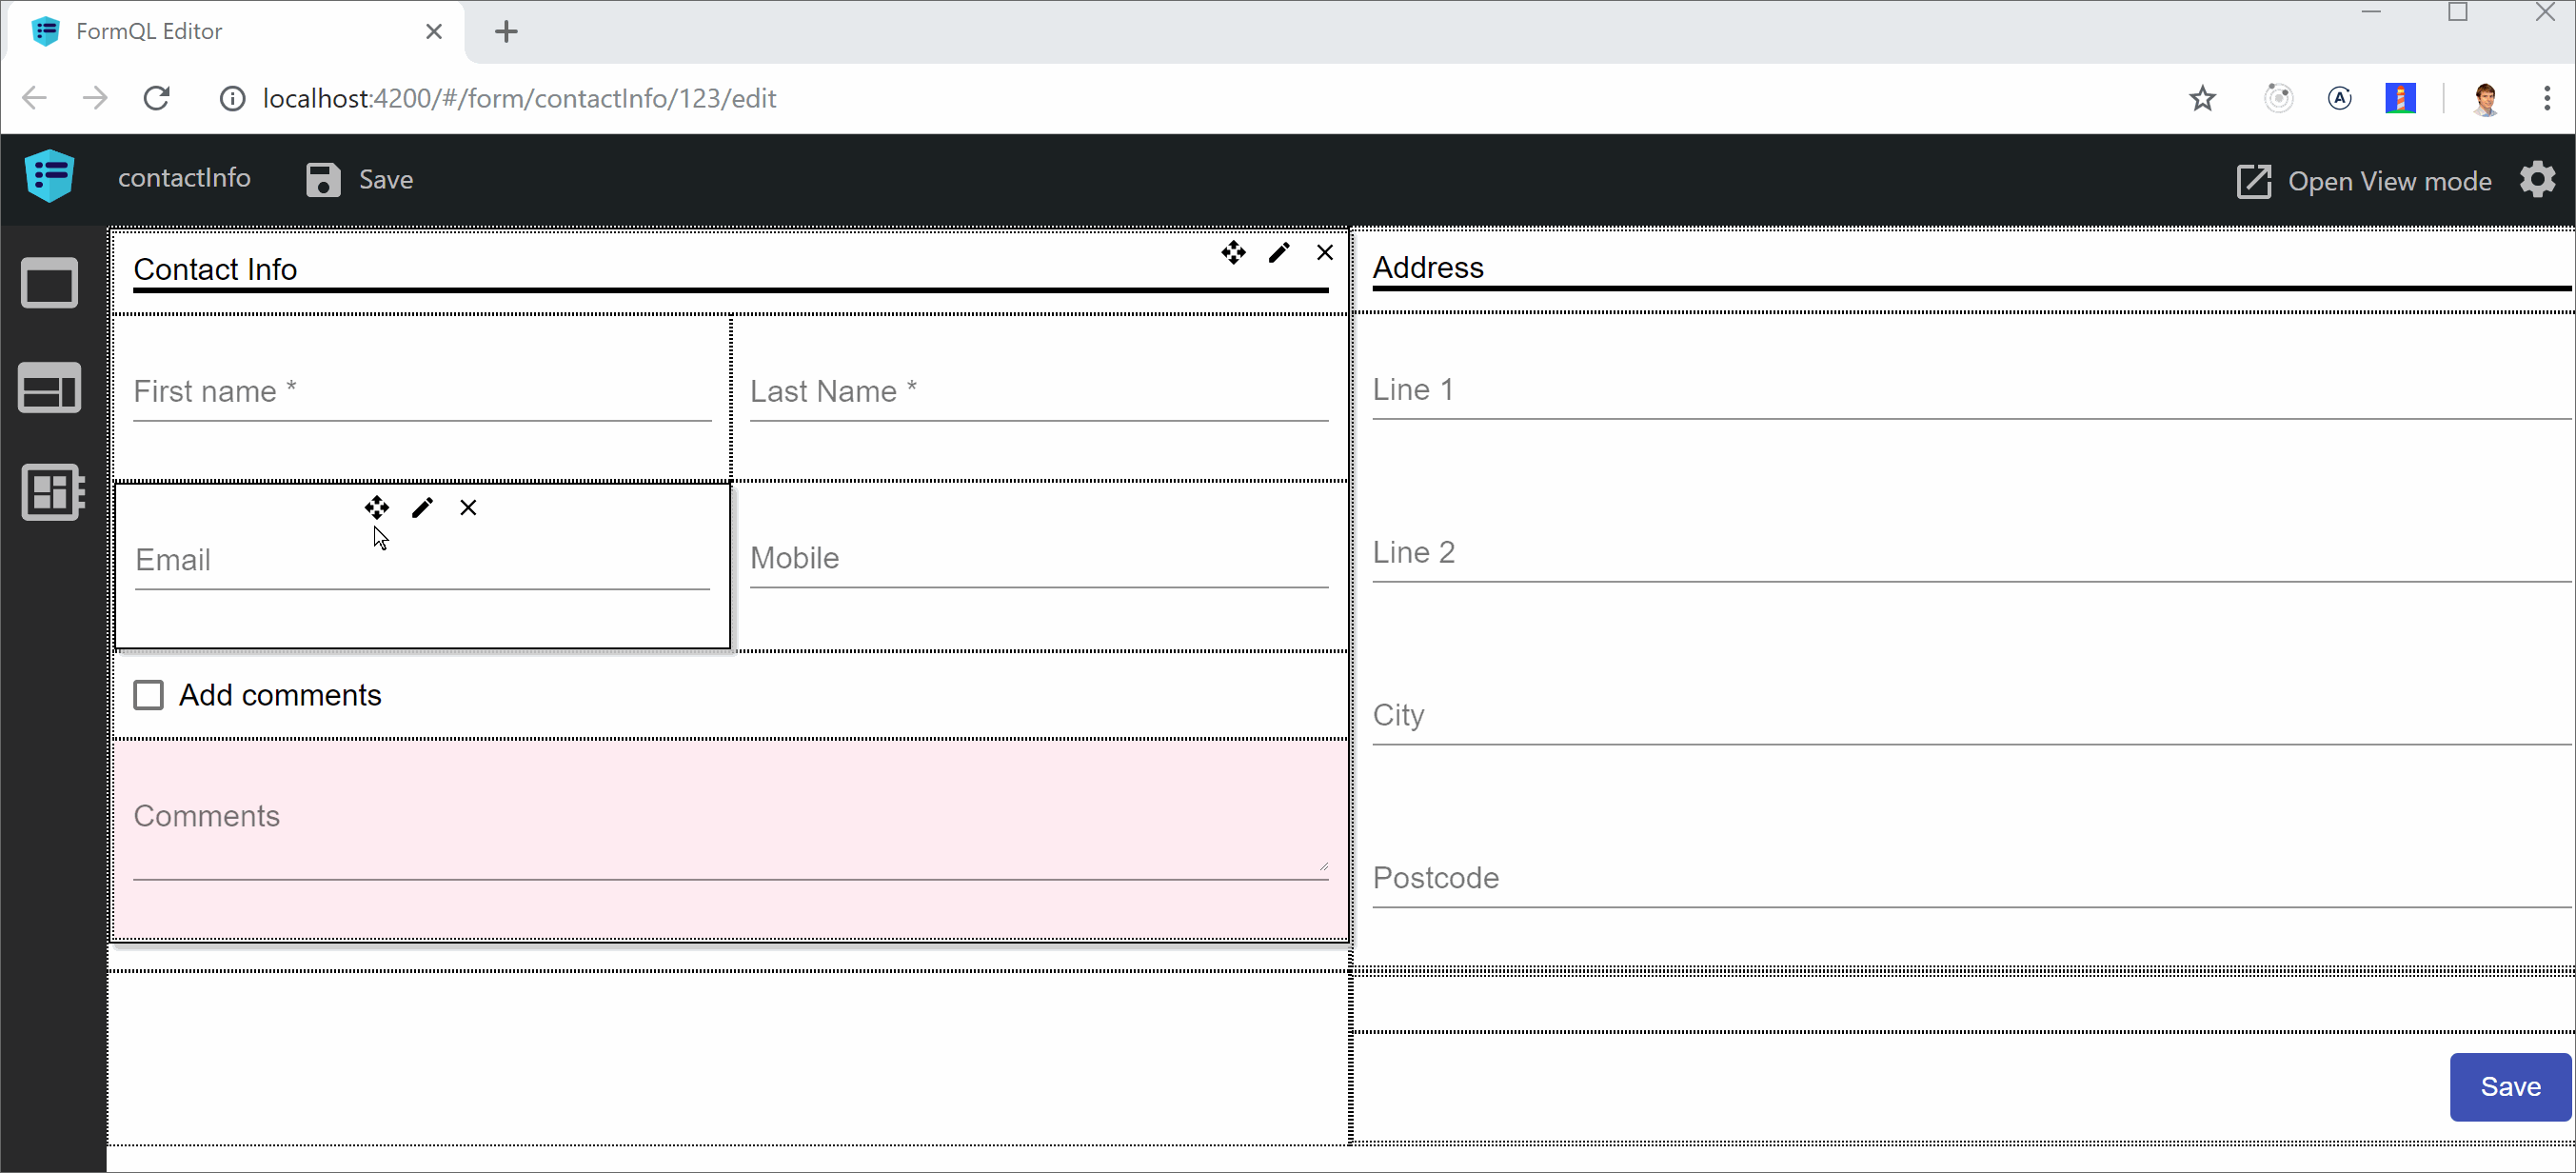 FormQL Editor
localhost:4200/#/form/contactInfo/123/edit
contactInfo
Save
Open View mode
Contact Info
First name *
Last Name *
Email
Mobile
Add comments
Comments
Address
Line 1
Line 2
City
Postcode
Save